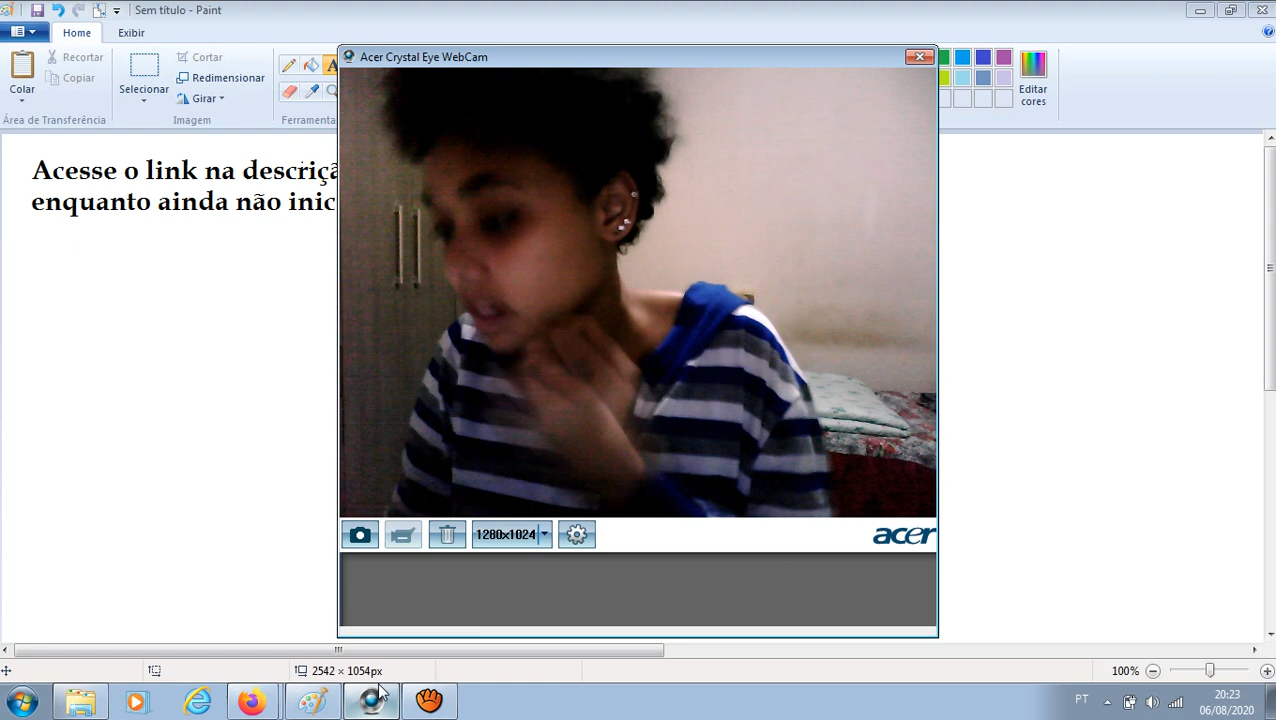 Sem título - Paint
Home
Exibir
Colar
Recortar
Copiar
Área de Transferência
Selecionar
Cortar
Redimensionar
Girar
Imagem
A
Editar
cores
Acer Crystal Eye WebCam
Acesse o link na descriçã
enquanto ainda não inic
1280x1024
acer
2542 × 1054px
100%
PT
20:23
06/08/2020